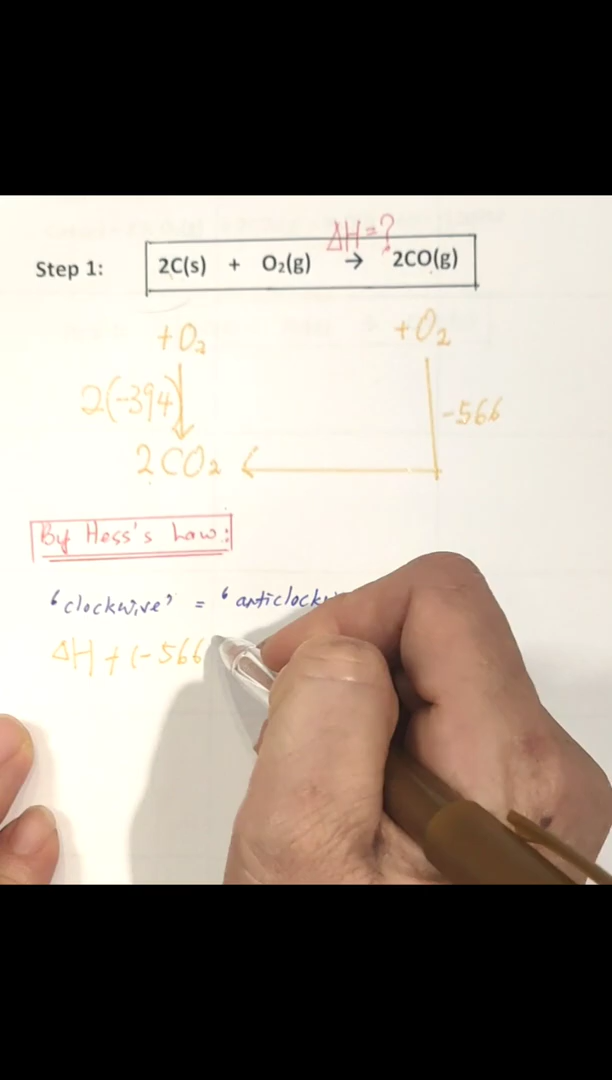 ΔH = ?
Step 1: 2C(s) + O₂(g) → 2CO(g)
+O₂ +O₂
2(-394) -566
2CO₂
By Hess's Law:
'clockwise' = 'anticlock
ΔH + (-566